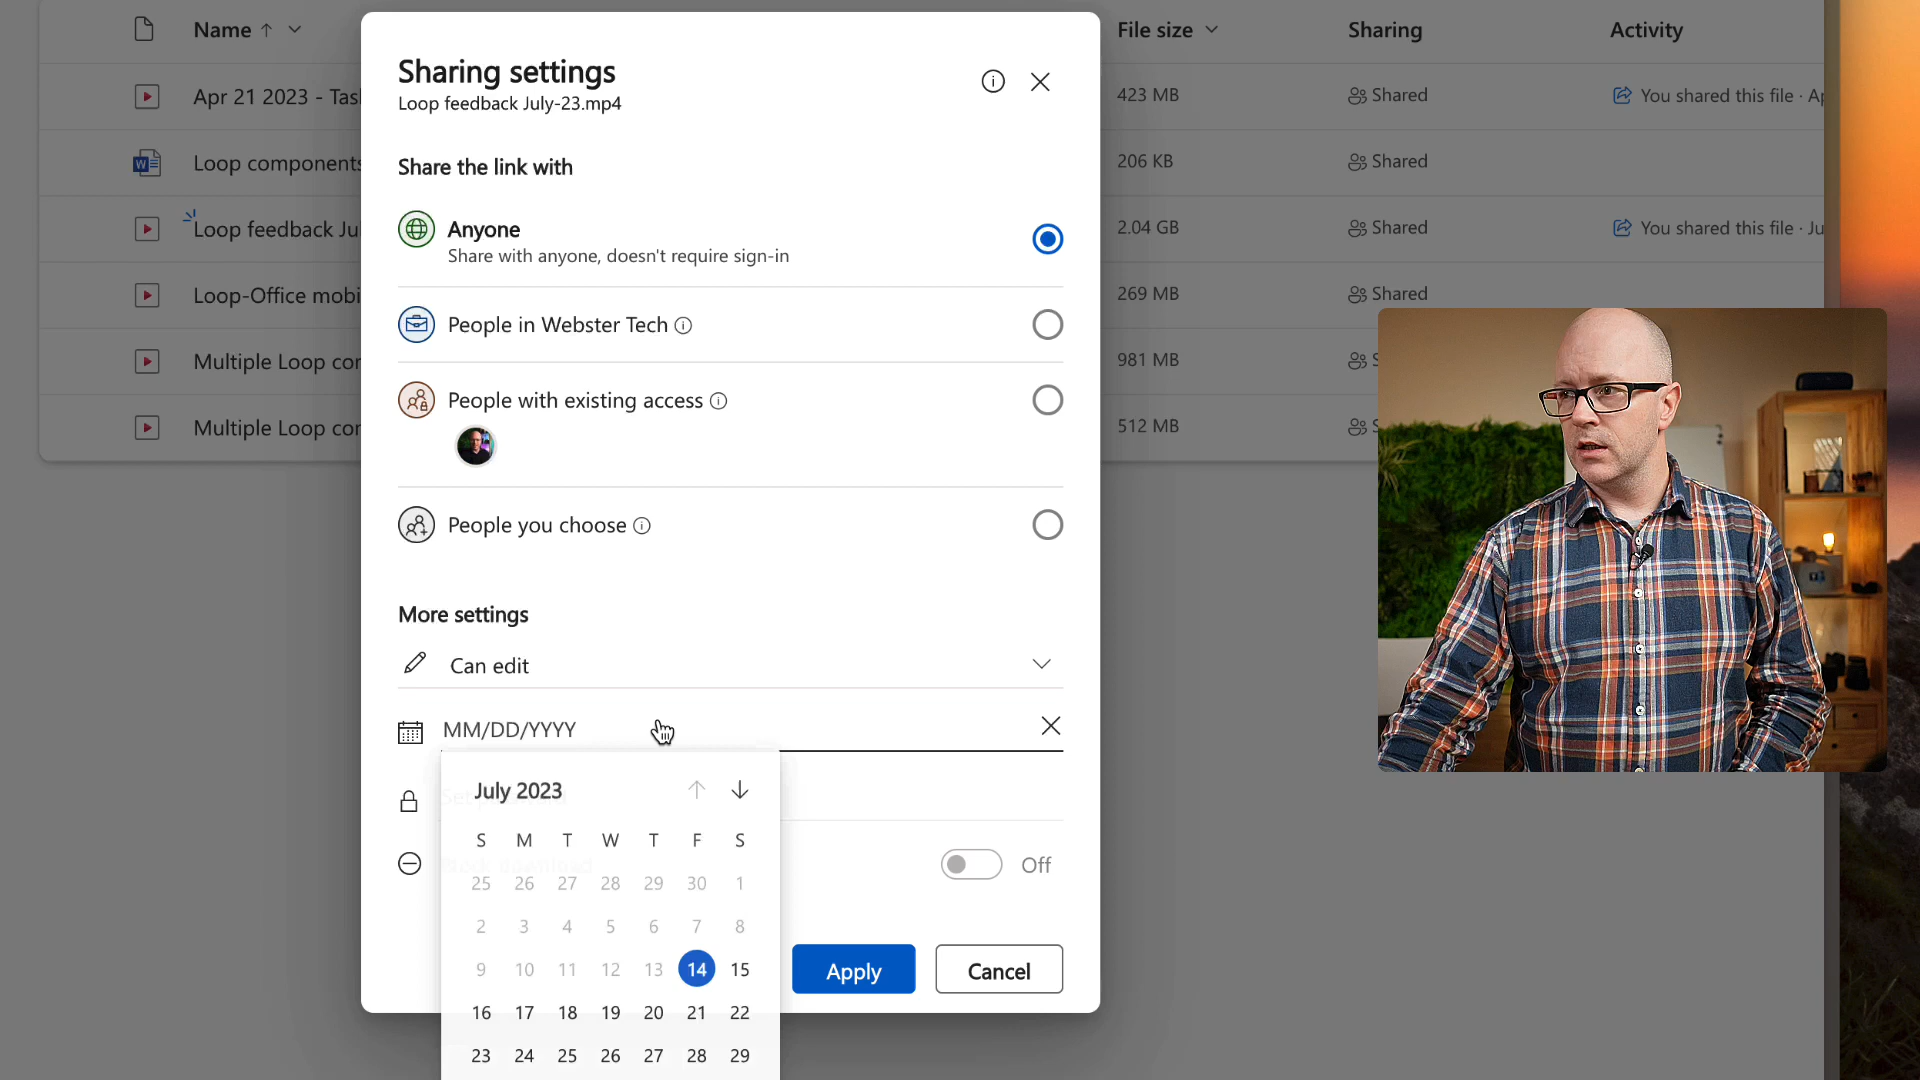 Name
File size
Sharing
Activity
Apr 21 2023 - Tas
423 MB
Shared
You shared this file · Ap
Loop components
206 KB
Shared
Loop feedback Ju
2.04 GB
Shared
You shared this file · Ju
Loop-Office mobi
269 MB
Shared
Multiple Loop co
981 MB
S
Multiple Loop co
512 MB
S
Sharing settings
Loop feedback July-23.mp4
Share the link with
Anyone
Share with anyone, doesn't require sign-in
People in Webster Tech
People with existing access
People you choose
More settings
Can edit
MM/DD/YYYY
July 2023
S M T W T F S
25 26 27 28 29 30 1
2 3 4 5 6 7 8
9 10 11 12 13 14 15
16 17 18 19 20 21 22
23 24 25 26 27 28 29
Off
Apply
Cancel